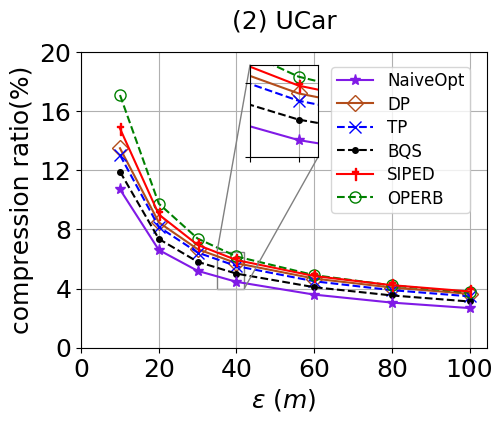 (2) UCar
compression ratio(%)
20
16
12
8
4
0
NaiveOpt
DP
TP
BQS
SIPED
OPERB
0 20 40 60 80 100
ε (m)